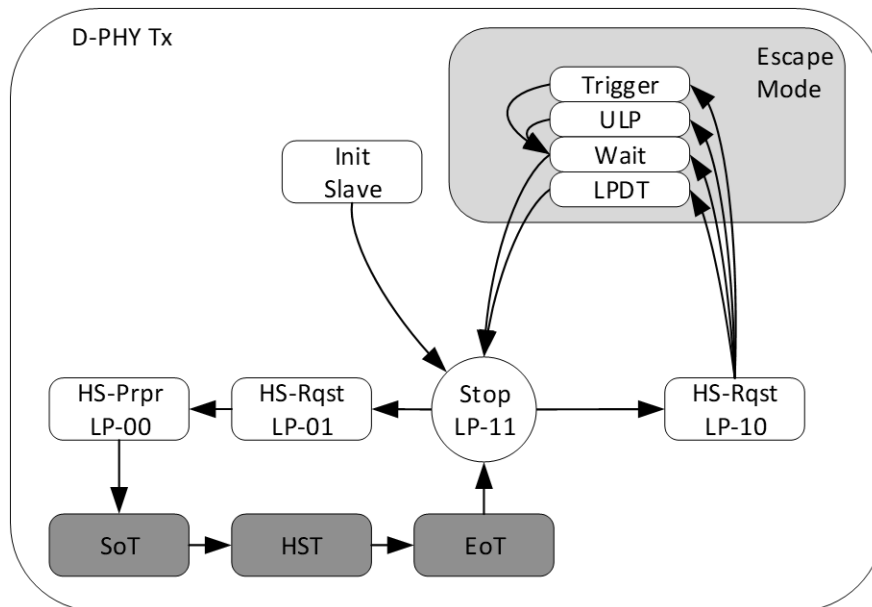 D-PHY Tx
Escape
Mode
Trigger
ULP
Wait
LPDT
Init
Slave
HS-Prpr
LP-00
HS-Rqst
LP-01
Stop
LP-11
HS-Rqst
LP-10
SoT
HST
EoT